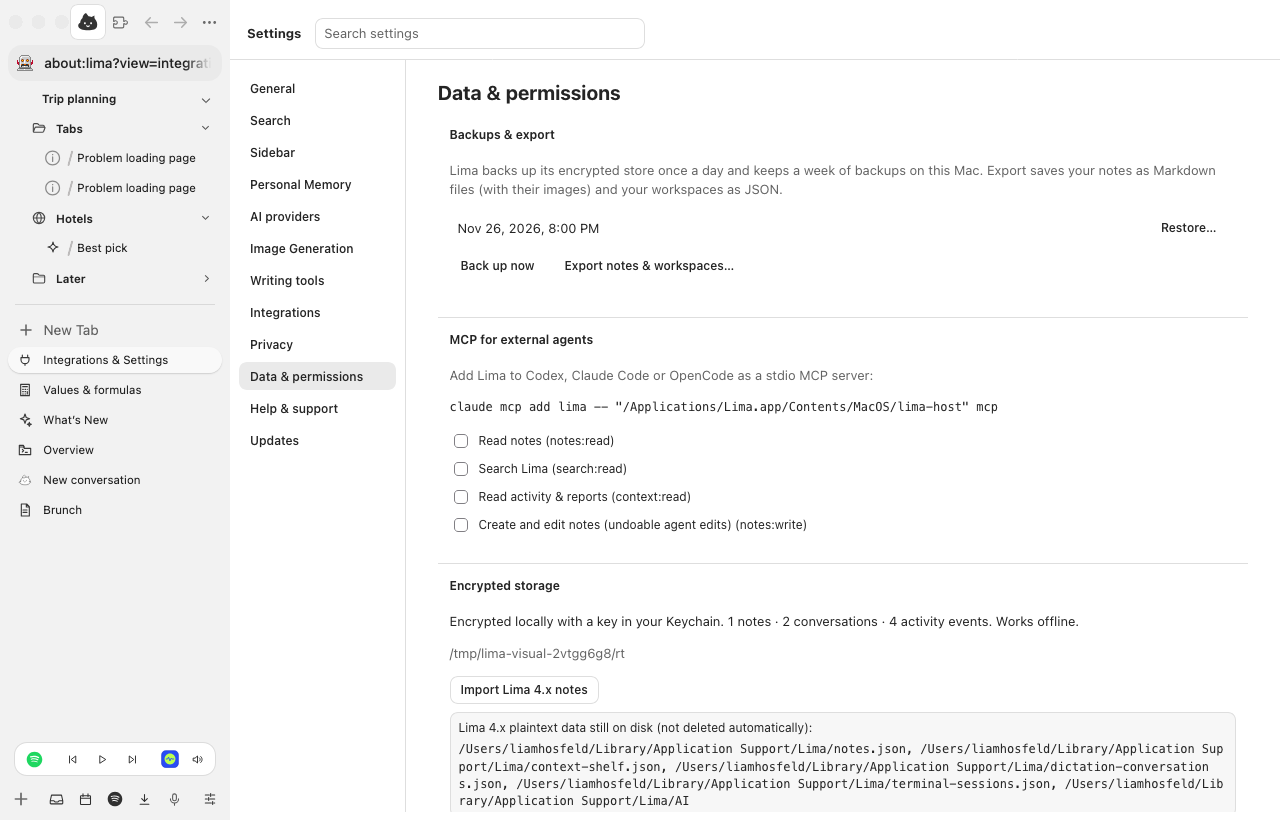 about:lima?view=integrati
Trip planning
Tabs
/ Problem loading page
/ Problem loading page
Hotels
/ Best pick
Later
New Tab
Integrations & Settings
Values & formulas
What's New
Overview
New conversation
Brunch
Settings
Search settings
General
Search
Sidebar
Personal Memory
AI providers
Image Generation
Writing tools
Integrations
Privacy
Data & permissions
Help & support
Updates
Data & permissions
Backups & export
Lima backs up its encrypted store once a day and keeps a week of backups on this Mac. Export saves your notes as Markdown
files (with their images) and your workspaces as JSON.
Nov 26, 2026, 8:00 PM
Restore...
Back up now
Export notes & workspaces...
MCP for external agents
Add Lima to Codex, Claude Code or OpenCode as a stdio MCP server:
claude mcp add lima -- "/Applications/Lima.app/Contents/MacOS/lima-host" mcp
Read notes (notes:read)
Search Lima (search:read)
Read activity & reports (context:read)
Create and edit notes (undoable agent edits) (notes:write)
Encrypted storage
Encrypted locally with a key in your Keychain. 1 notes · 2 conversations · 4 activity events. Works offline.
/tmp/lima-visual-2vtgg6g8/rt
Import Lima 4.x notes
Lima 4.x plaintext data still on disk (not deleted automatically):
/Users/liamhosfeld/Library/Application Support/Lima/notes.json, /Users/liamhosfeld/Library/Application Sup
port/Lima/context-shelf.json, /Users/liamhosfeld/Library/Application Support/Lima/dictation-conversation
s.json, /Users/liamhosfeld/Library/Application Support/Lima/terminal-sessions.json, /Users/liamhosfeld/Lib
rary/Application Support/Lima/AI